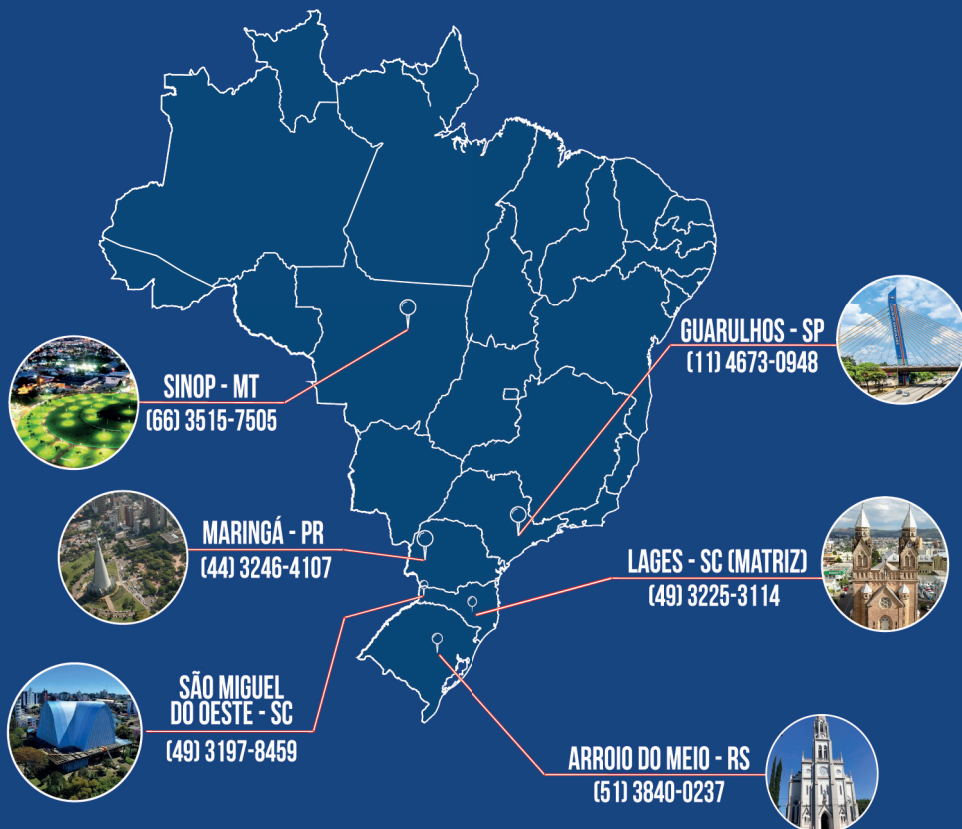 GUARULHOS - SP
(11) 4673-0948
SINOP - MT
(66) 3515-7505
MARINGÁ - PR
(44) 3246-4107
LAGES - SC (MATRIZ)
(49) 3225-3114
SÃO MIGUEL
DO OESTE - SC
(49) 3197-8459
ARROIO DO MEIO - RS
(51) 3840-0237